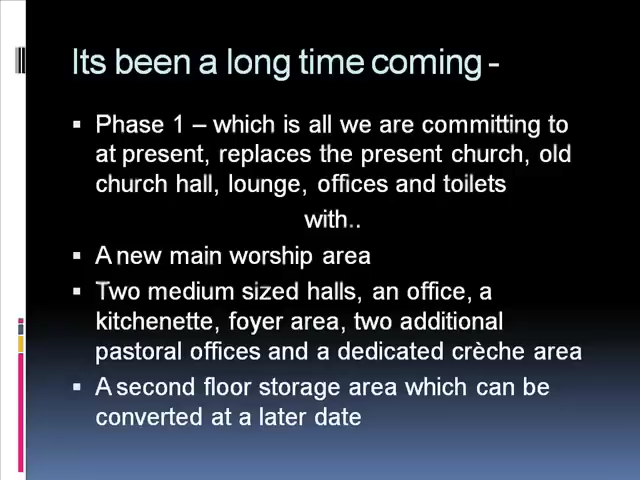 Its been a long time coming -
▪ Phase 1 – which is all we are committing to
at present, replaces the present church, old
church hall, lounge, offices and toilets
with..
▪ A new main worship area
▪ Two medium sized halls, an office, a
kitchenette, foyer area, two additional
pastoral offices and a dedicated crèche area
▪ A second floor storage area which can be
converted at a later date